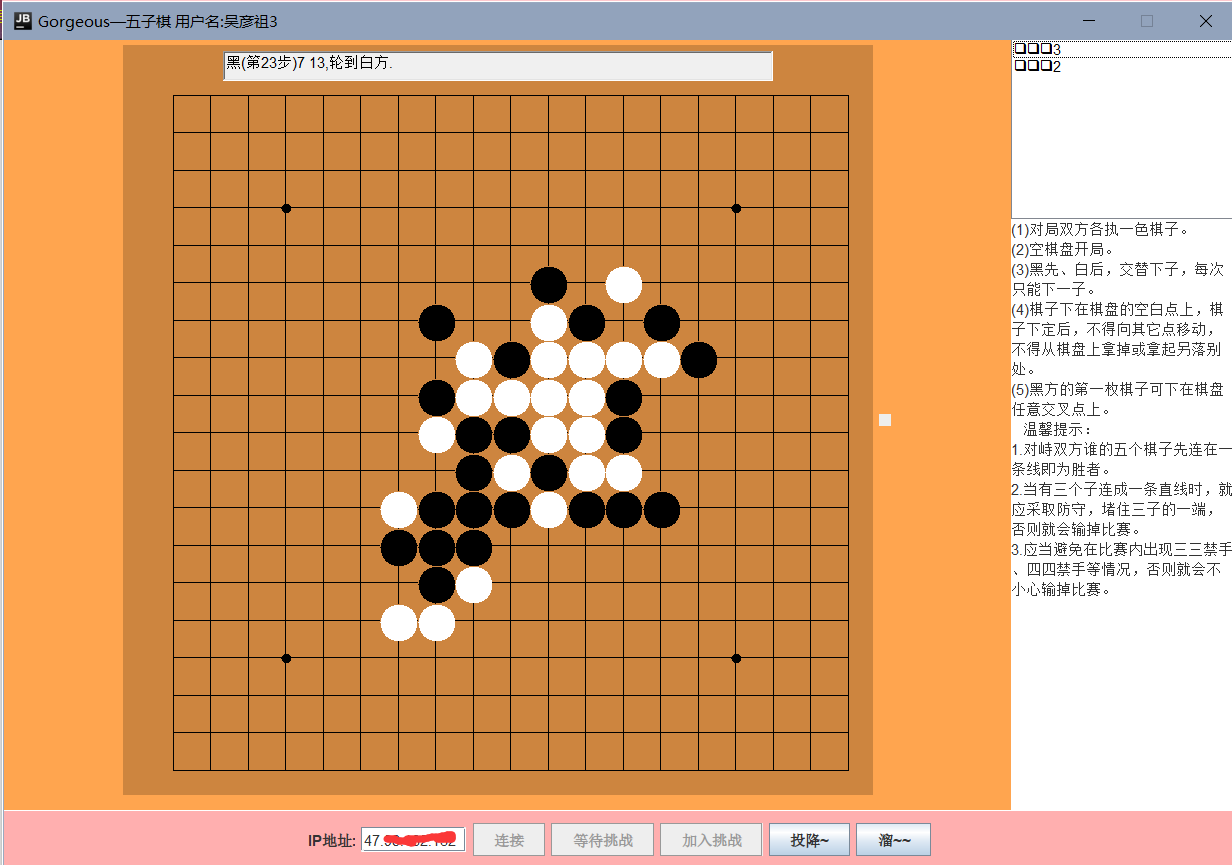 Gorgeous—五子棋 用户名:吴彦祖3
黑(第23步)7 13,轮到白方.
❑❑❑3
❑❑❑2
(1)对局双方各执一色棋子。
(2)空棋盘开局。
(3)黑先、白后，交替下子，每次
只能下一子。
(4)棋子下在棋盘的空白点上，棋
子下定后，不得向其它点移动，
不得从棋盘上拿掉或拿起另落别
处。
(5)黑方的第一枚棋子可下在棋盘
任意交叉点上。
温馨提示：
1.对峙双方谁的五个棋子先连在一
条线即为胜者。
2.当有三个子连成一条直线时，就
应采取防守，堵住三子的一端，
否则就会输掉比赛。
3.应当避免在比赛内出现三三禁手
、四四禁手等情况，否则就会不
小心输掉比赛。
IP地址: 47. 连接 等待挑战 加入挑战 投降~ 溜~~